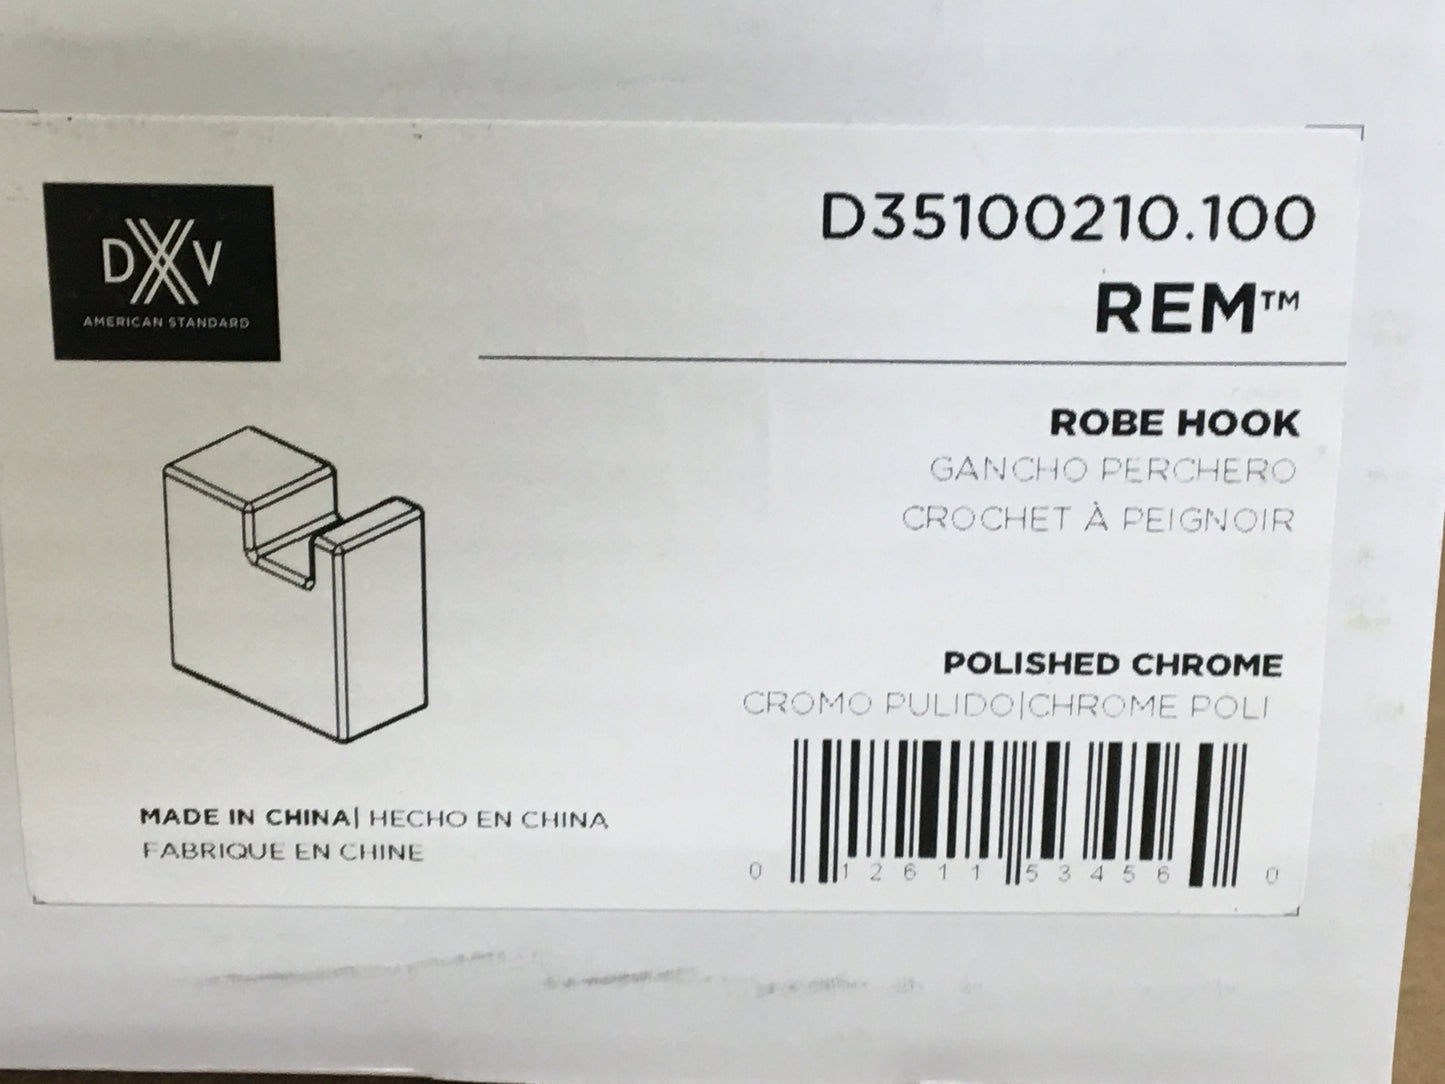 DXV
AMERICAN STANDARD
D35100210.100
REM™
ROBE HOOK
GANCHO PERCHERO
CROCHET À PEIGNOIR
POLISHED CHROME
CROMO PULIDO|CHROME POLI
MADE IN CHINA| HECHO EN CHINA
FABRIQUE EN CHINE
0 12611 53456 0